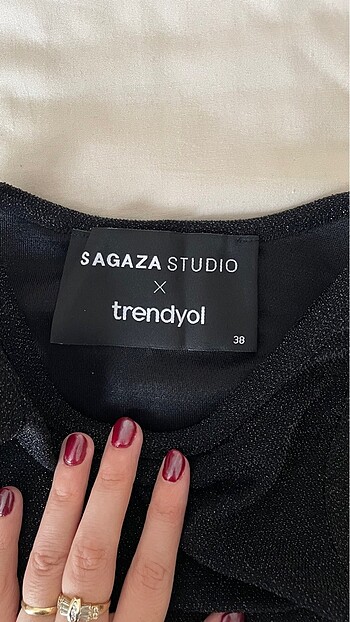 SAGAZA STUDIO
×
trendyol
38